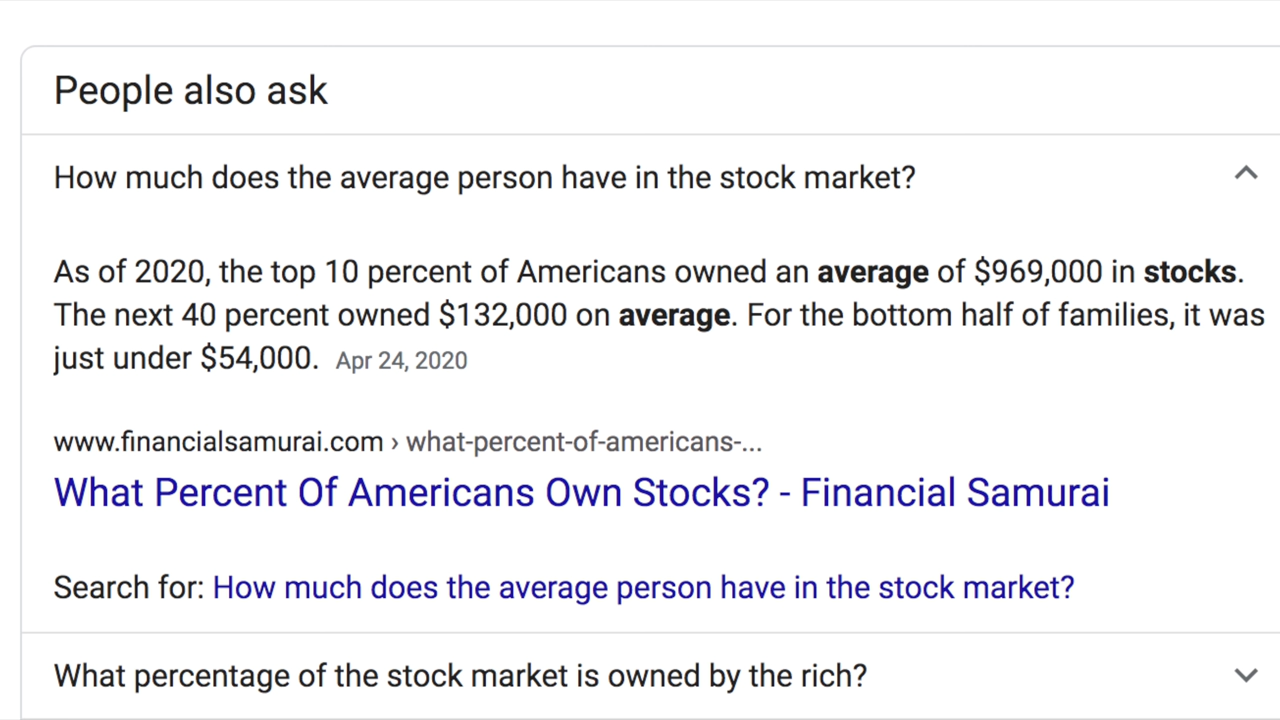 People also ask
How much does the average person have in the stock market?
As of 2020, the top 10 percent of Americans owned an average of $969,000 in stocks.
The next 40 percent owned $132,000 on average. For the bottom half of families, it was
just under $54,000. Apr 24, 2020
www.financialsamurai.com › what-percent-of-americans-...
What Percent Of Americans Own Stocks? - Financial Samurai
Search for: How much does the average person have in the stock market?
What percentage of the stock market is owned by the rich?